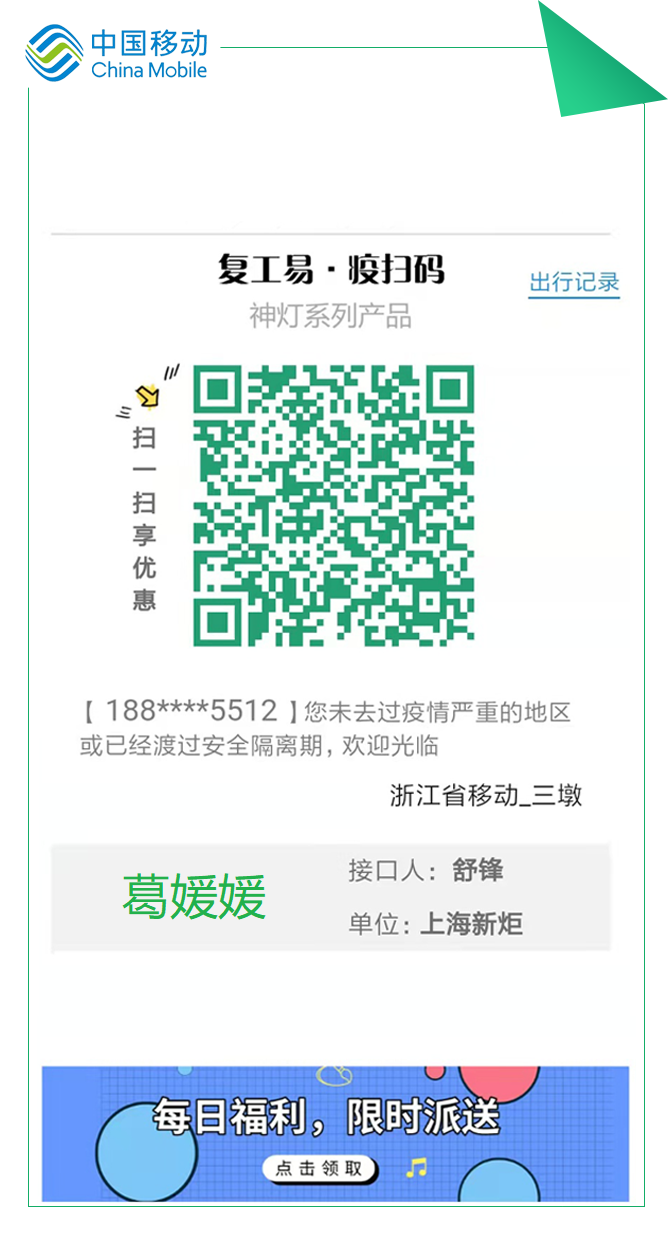 中国移动
China Mobile
复工易·疫扫码
出行记录
神灯系列产品
扫一扫享优惠
【 188****5512 】您未去过疫情严重的地区
或已经渡过安全隔离期，欢迎光临
浙江省移动_三墩
葛媛媛
接口人：舒锋
单位：上海新炬
每日福利，限时派送
点击领取